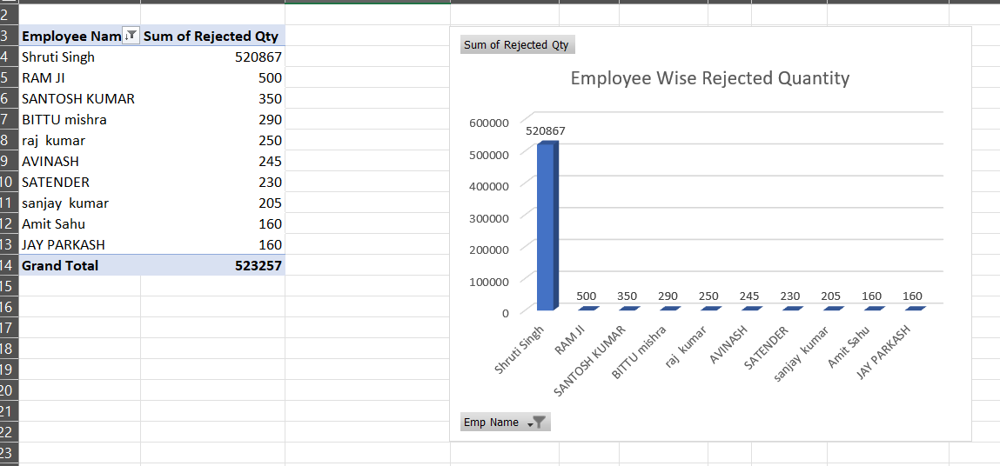 2
3 Employee Nam Sum of Rejected Qty
4 Shruti Singh 520867
5 RAM JI 500
6 SANTOSH KUMAR 350
7 BITTU mishra 290
8 raj  kumar 250
9 AVINASH 245
10 SATENDER 230
11 sanjay  kumar 205
12 Amit Sahu 160
13 JAY PARKASH 160
14 Grand Total 523257
15
16
17
18
19
20
21
22
23
Sum of Rejected Qty
Employee Wise Rejected Quantity
600000
500000
400000
300000
200000
100000
0
520867 500 350 290 250 245 230 205 160 160
Shruti Singh
RAM JI
SANTOSH KUMAR
BITTU mishra
raj  kumar
AVINASH
SATENDER
sanjay  kumar
Amit Sahu
JAY PARKASH
Emp Name